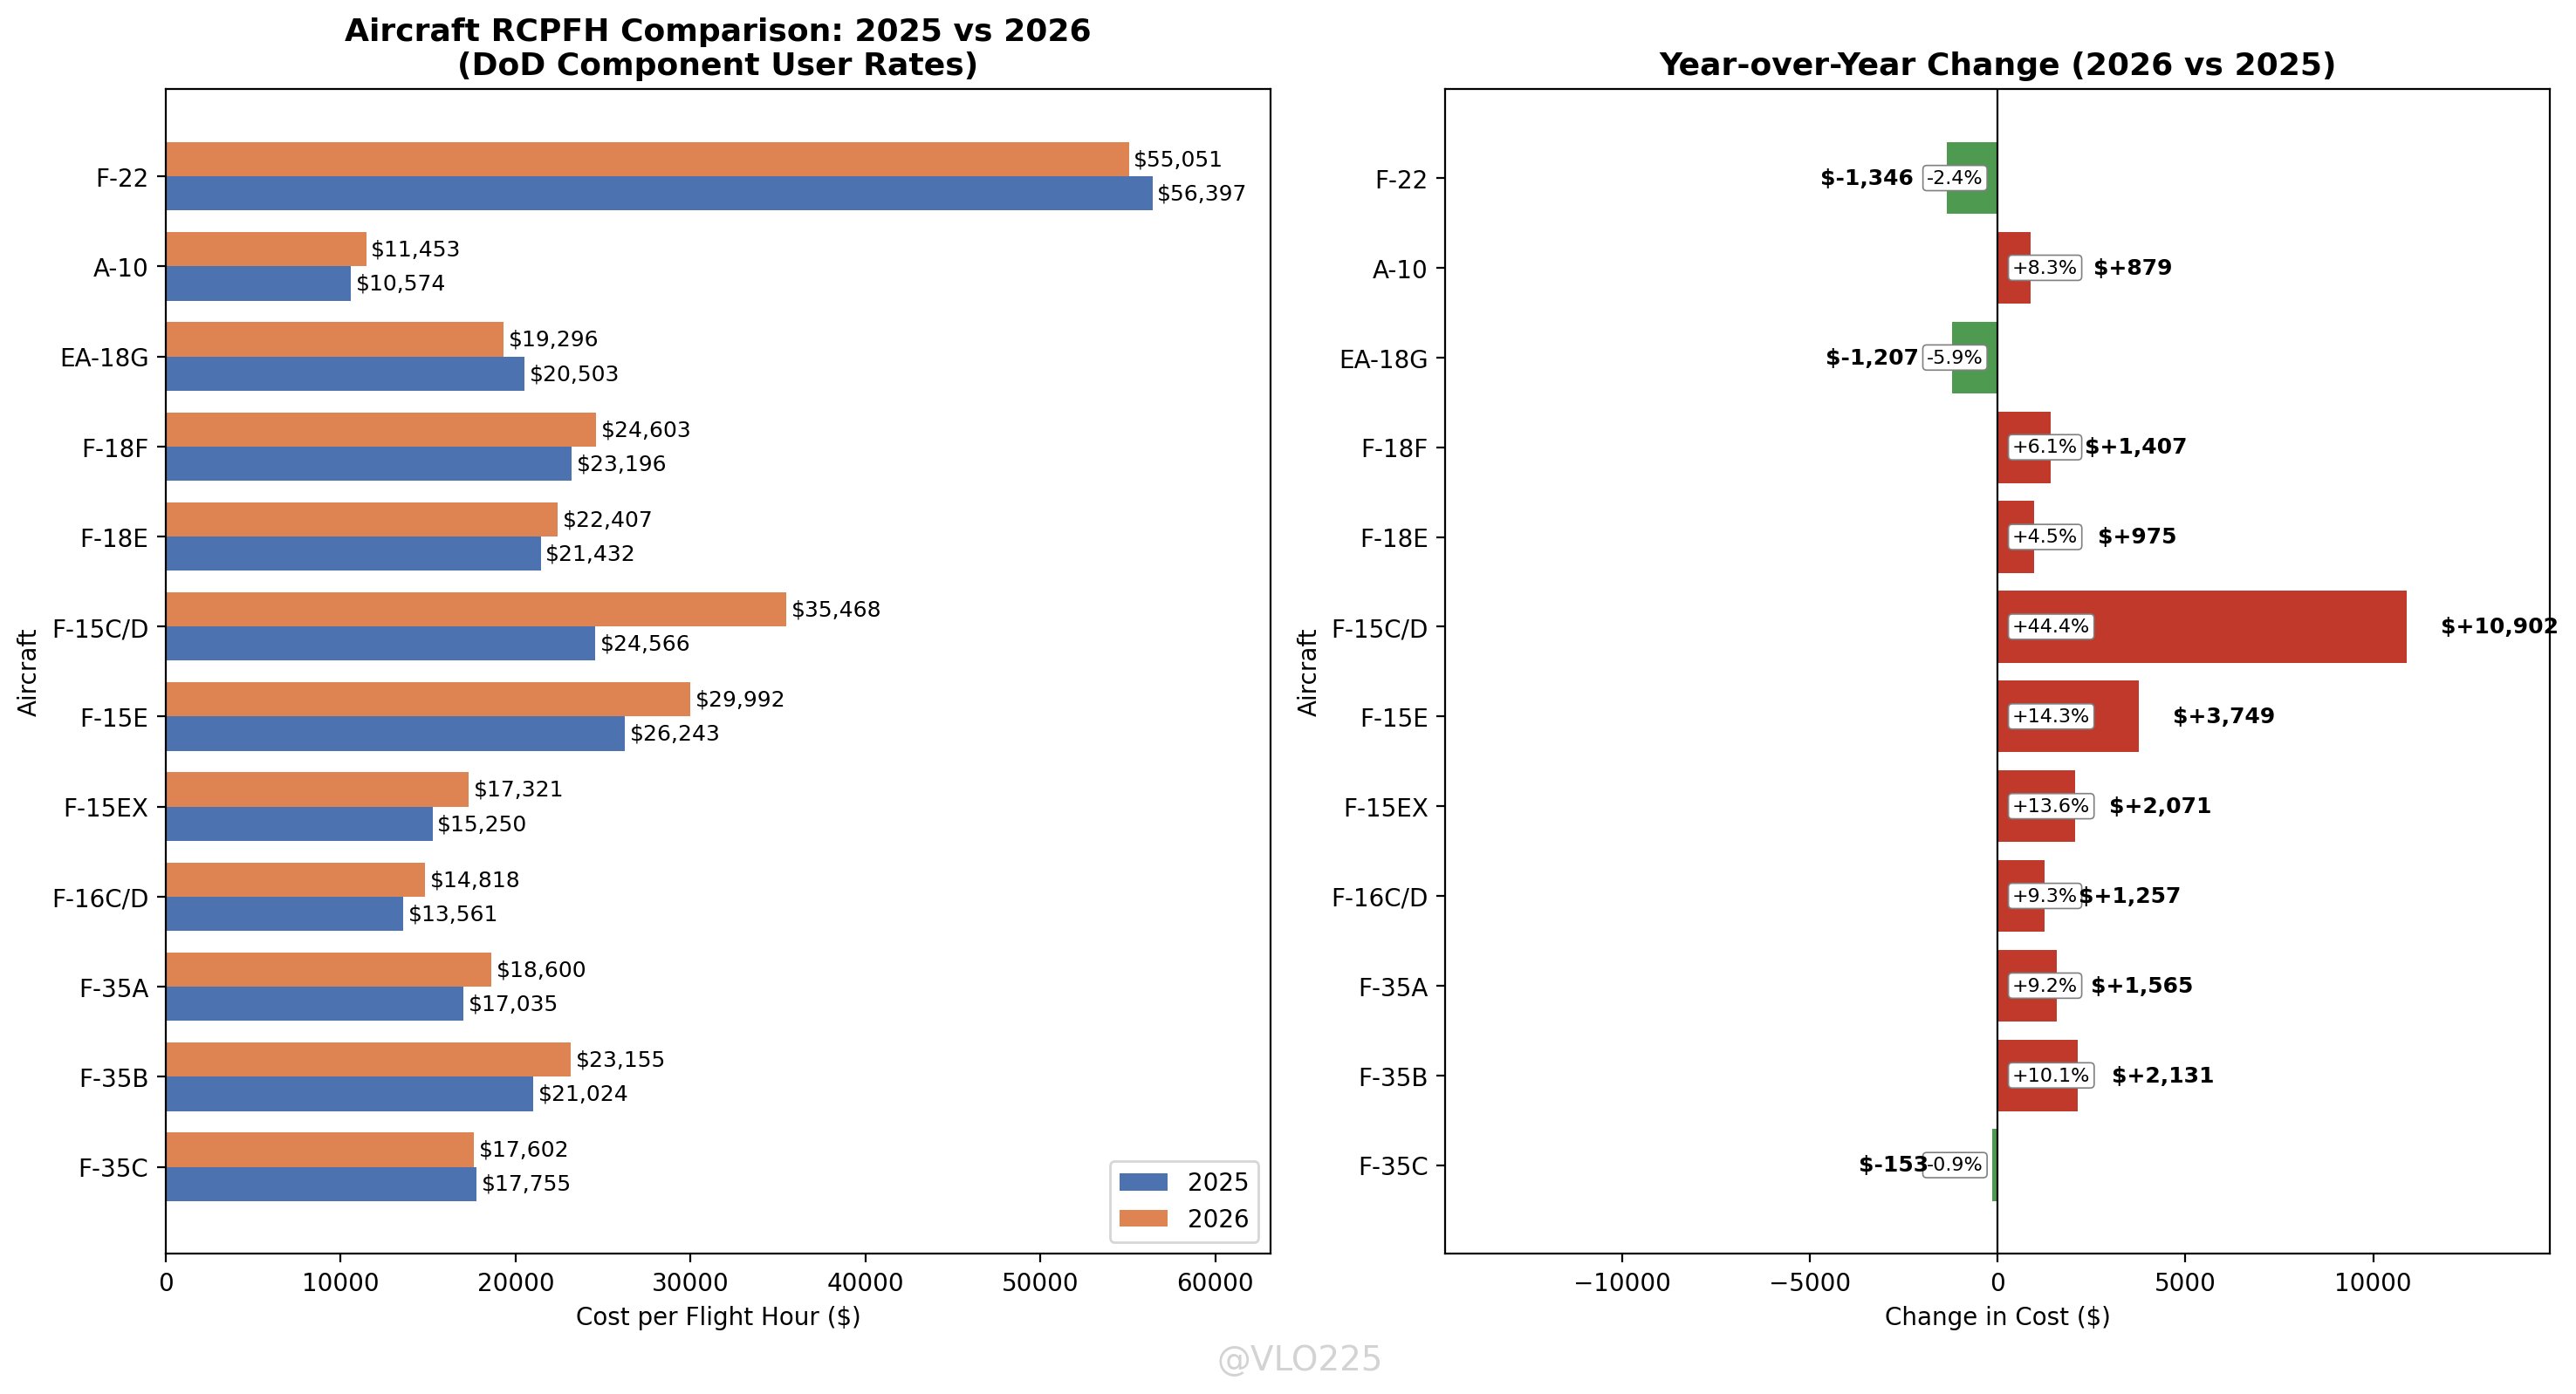 Aircraft RCPFH Comparison: 2025 vs 2026
(DoD Component User Rates)
F-22
$55,051
$56,397
A-10
$11,453
$10,574
EA-18G
$19,296
$20,503
F-18F
$24,603
$23,196
F-18E
$22,407
$21,432
F-15C/D
$35,468
$24,566
F-15E
$29,992
$26,243
F-15EX
$17,321
$15,250
F-16C/D
$14,818
$13,561
F-35A
$18,600
$17,035
F-35B
$23,155
$21,024
F-35C
$17,602
$17,755
Aircraft
2025
2026
0 10000 20000 30000 40000 50000 60000
Cost per Flight Hour ($)
Year-over-Year Change (2026 vs 2025)
F-22 $-1,346 -2.4%
A-10 +8.3% $+879
EA-18G $-1,207 -5.9%
F-18F +6.1% $+1,407
F-18E +4.5% $+975
F-15C/D +44.4% $+10,902
F-15E +14.3% $+3,749
F-15EX +13.6% $+2,071
F-16C/D +9.3% $+1,257
F-35A +9.2% $+1,565
F-35B +10.1% $+2,131
F-35C $-153 -0.9%
Aircraft
−10000 −5000 0 5000 10000
Change in Cost ($)
@VLO225